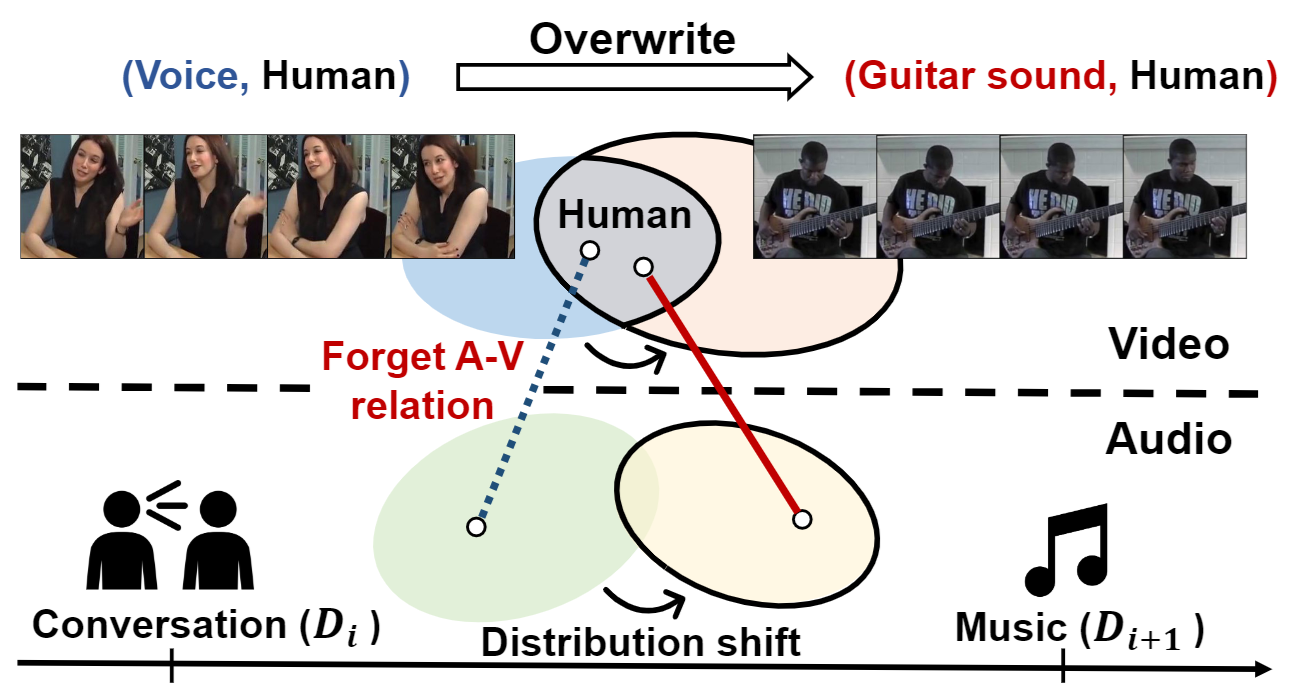 Overwrite
(Voice, Human)
(Guitar sound, Human)
Human
Forget A-V
relation
Video
Audio
Conversation (D_i )
Distribution shift
Music (D_{i+1} )